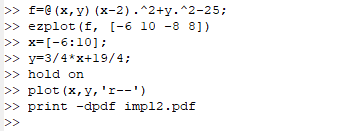 >> f=@(x,y)(x-2).^2+y.^2-25;
>> ezplot(f, [-6 10 -8 8])
>> x=[-6:10];
>> y=3/4*x+19/4;
>> hold on
>> plot(x,y,'r--')
>> print -dpdf impl2.pdf
>>